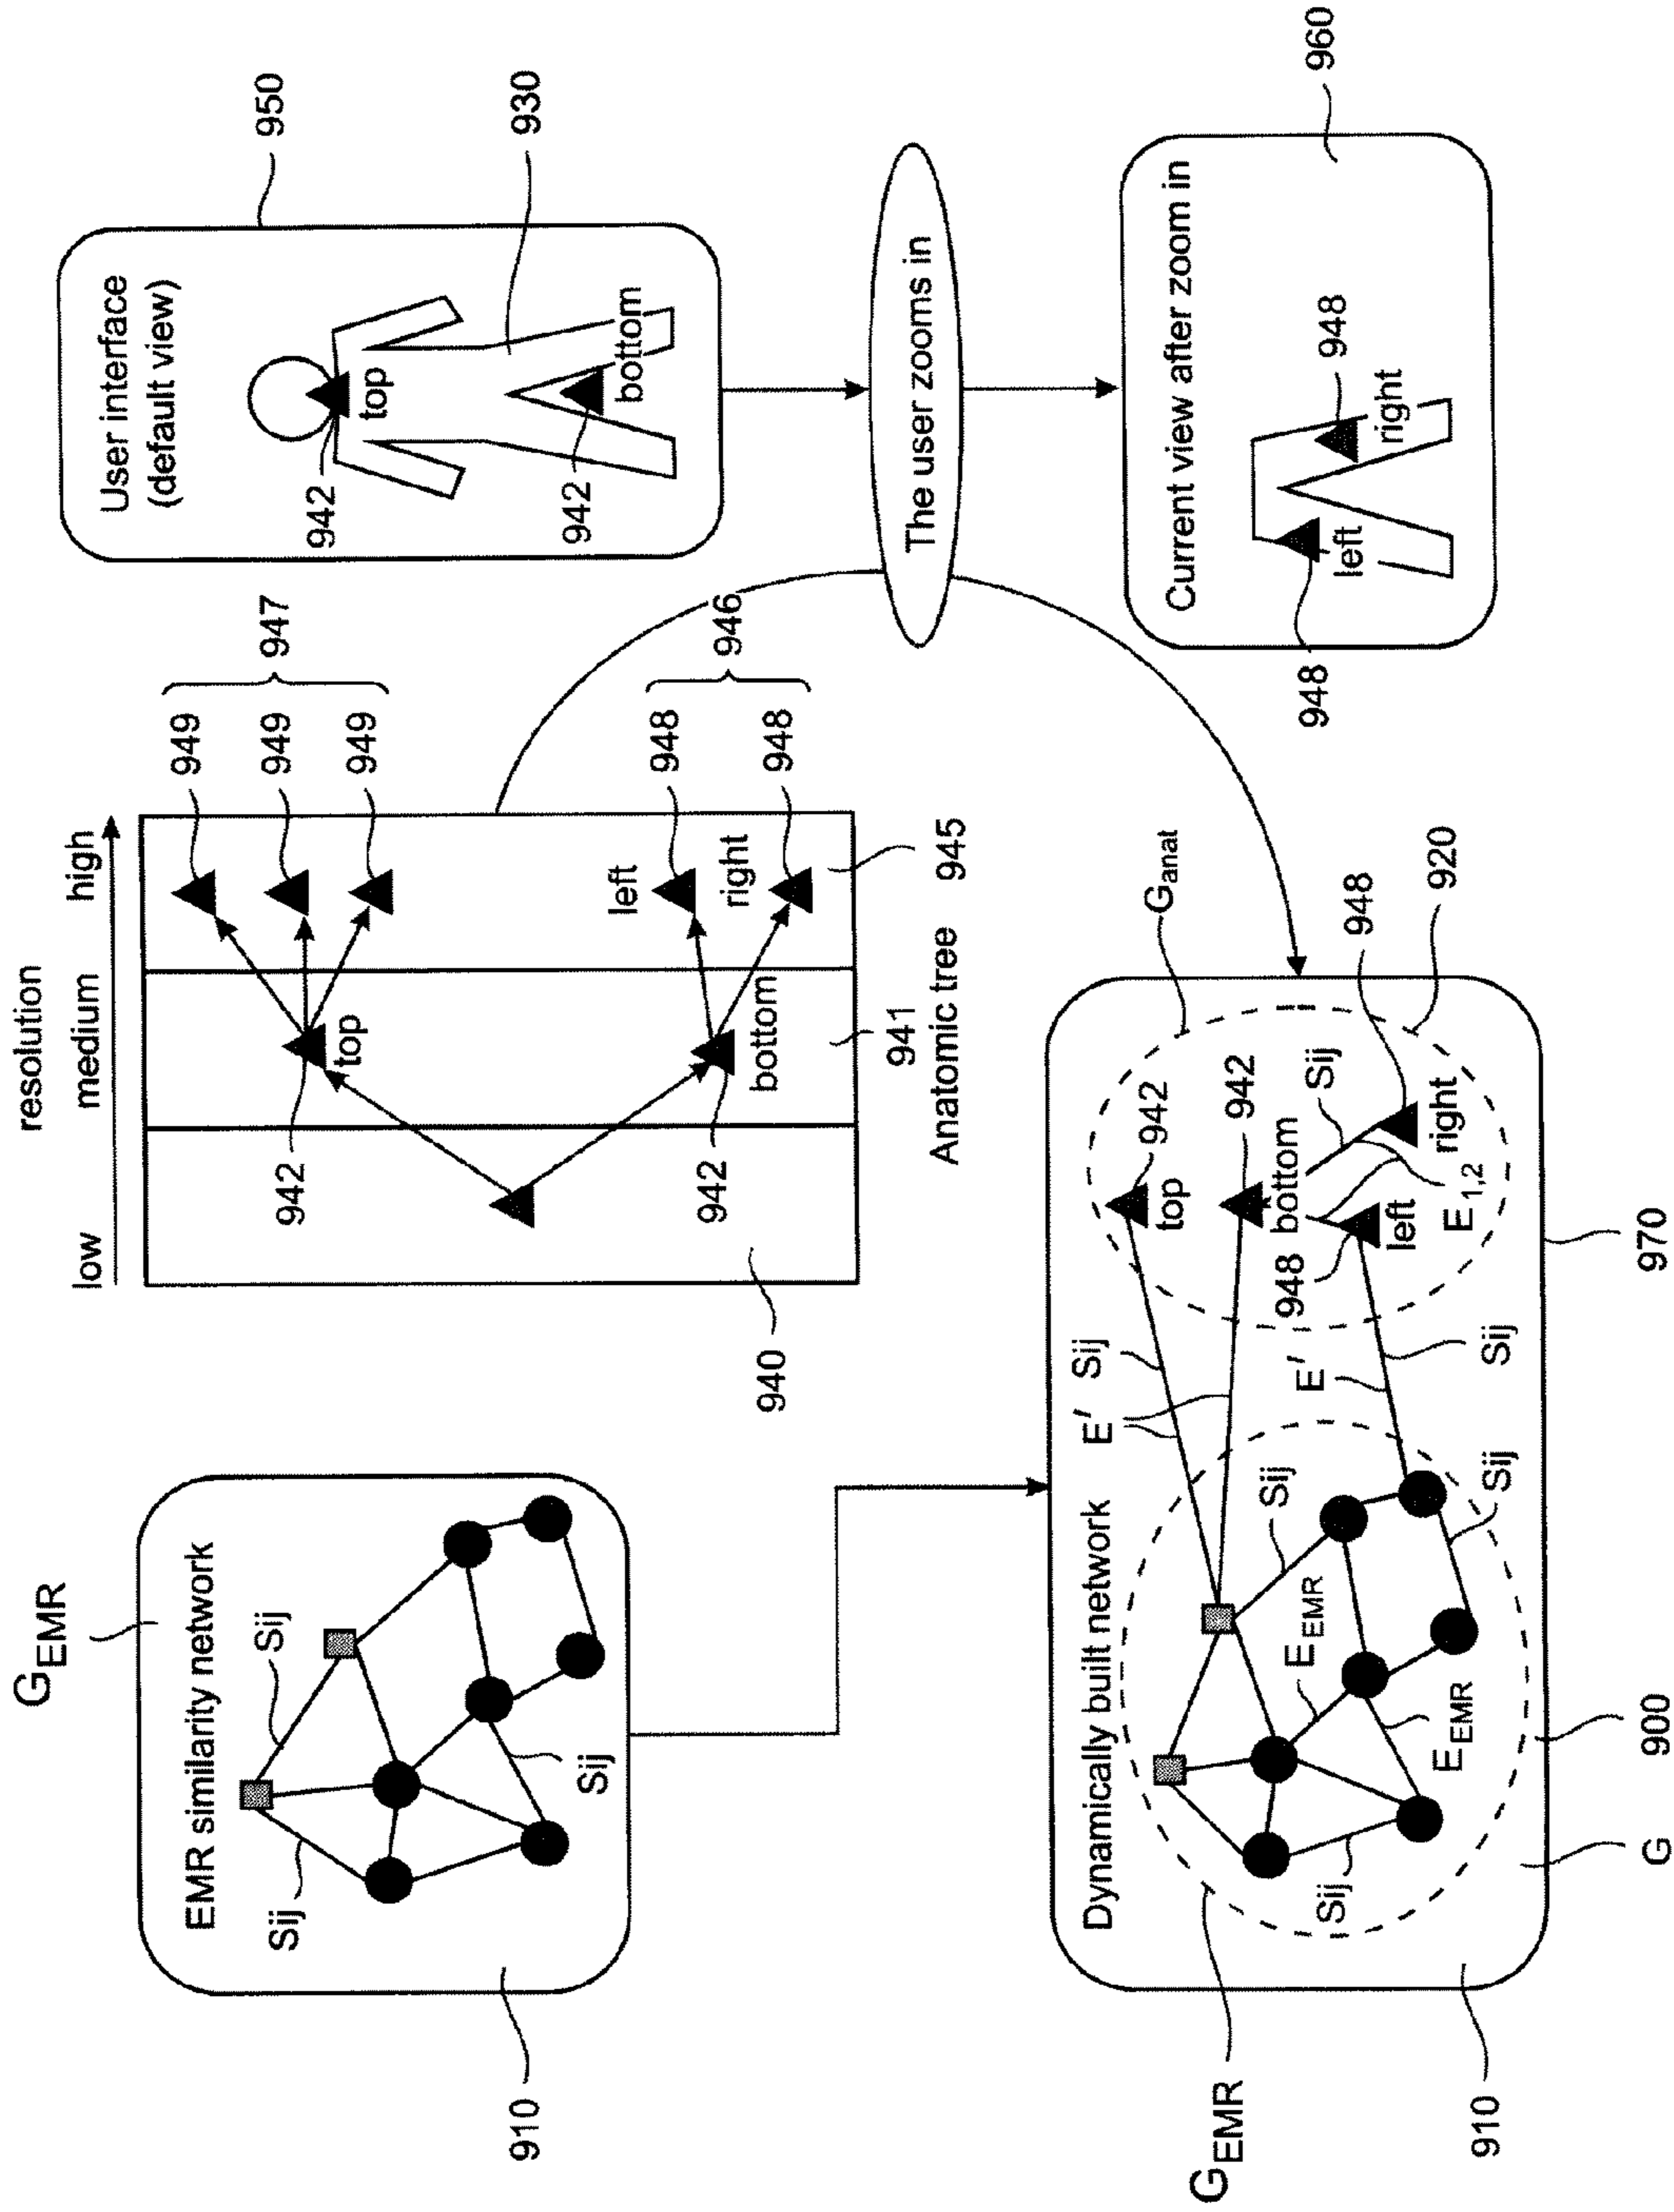 G_EMR
EMR similarity network
Sij
Sij
Sij
910
resolution
low
medium
high
942
top
942
bottom
left
right
949
949
949
947
948
948
946
940
941
945
Anatomic tree
User interface
(default view)
950
942
top
930
942
bottom
The user zooms in
Current view after zoom in
948
left
948
right
960
Dynamically built network
G_EMR
910
G
900
Sij
E_EMR
E_EMR
Sij
Sij
E'
Sij
E'
Sij
G_anat
942
top
942
bottom
Sij
948
left
948
right
E_1,2
920
970